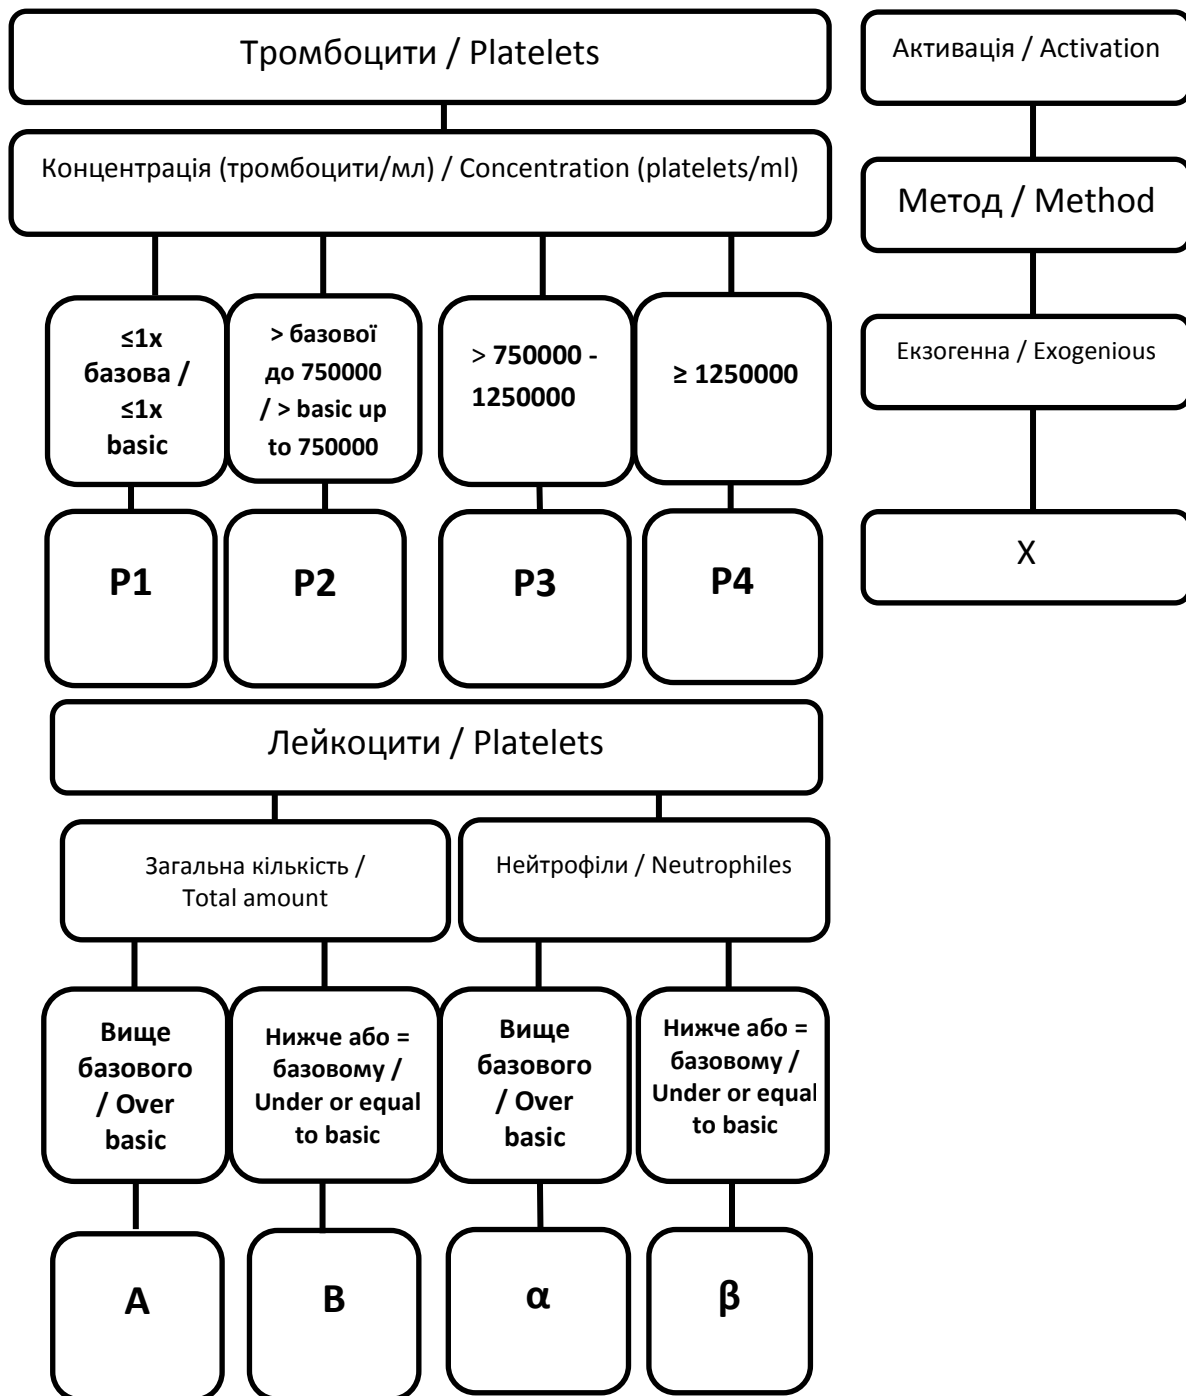 Тромбоцити / Platelets
Концентрація (тромбоцити/мл) / Concentration (platelets/ml)
≤1x
базова /
≤1x
basic
> базової
до 750000
/ > basic up
to 750000
> 750000 -
1250000
≥ 1250000
P1
P2
P3
P4
Активація / Activation
Метод / Method
Екзогенна / Exogenious
X
Лейкоцити / Platelets
Загальна кількість /
Total amount
Нейтрофіли / Neutrophiles
Вище
базового
/ Over
basic
Нижче або =
базовому /
Under or equal
to basic
Вище
базового
/ Over
basic
Нижче або =
базовому /
Under or equal
to basic
A
B
α
β